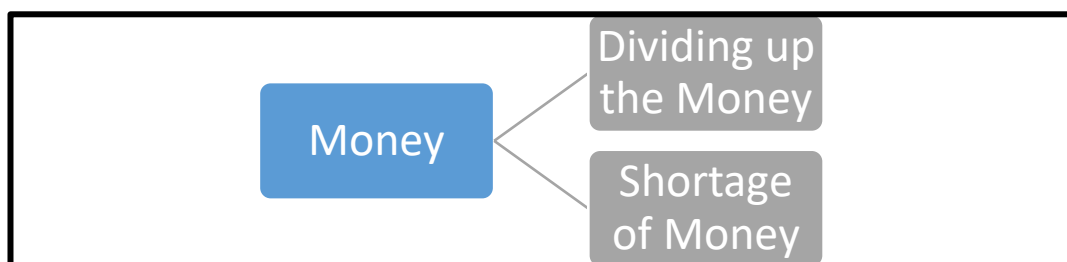 Dividing up
the Money
Money
Shortage
of Money